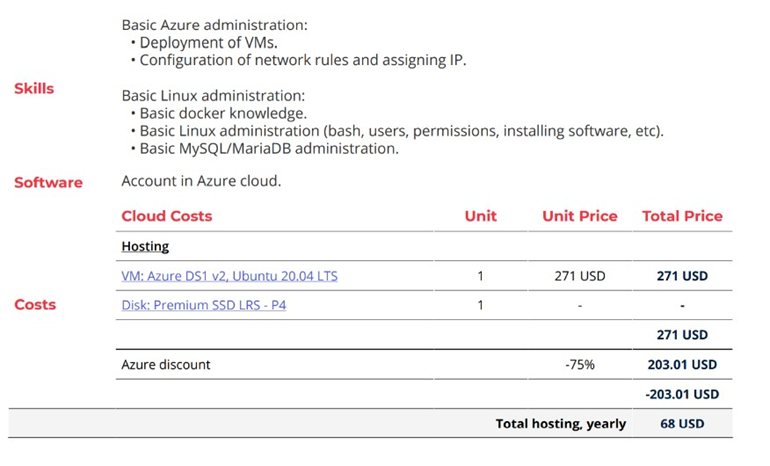 Basic Azure administration:
• Deployment of VMs.
• Configuration of network rules and assigning IP.
Skills
Basic Linux administration:
• Basic docker knowledge.
• Basic Linux administration (bash, users, permissions, installing software, etc).
• Basic MySQL/MariaDB administration.
Software Account in Azure cloud.
Cloud Costs Unit Unit Price Total Price
Hosting
VM: Azure DS1 v2, Ubuntu 20.04 LTS 1 271 USD 271 USD
Costs Disk: Premium SSD LRS - P4 1 - -
271 USD
Azure discount -75% 203.01 USD
-203.01 USD
Total hosting, yearly 68 USD